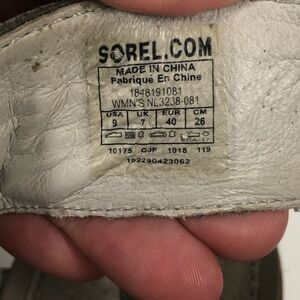 SOREL.COM
MADE IN CHINA
Fabriqué En Chine
1848191081
WMN'S NL3238-081
USA UK EUR CM
9 7 40 26
10175 CJF 1018 119
192290423062